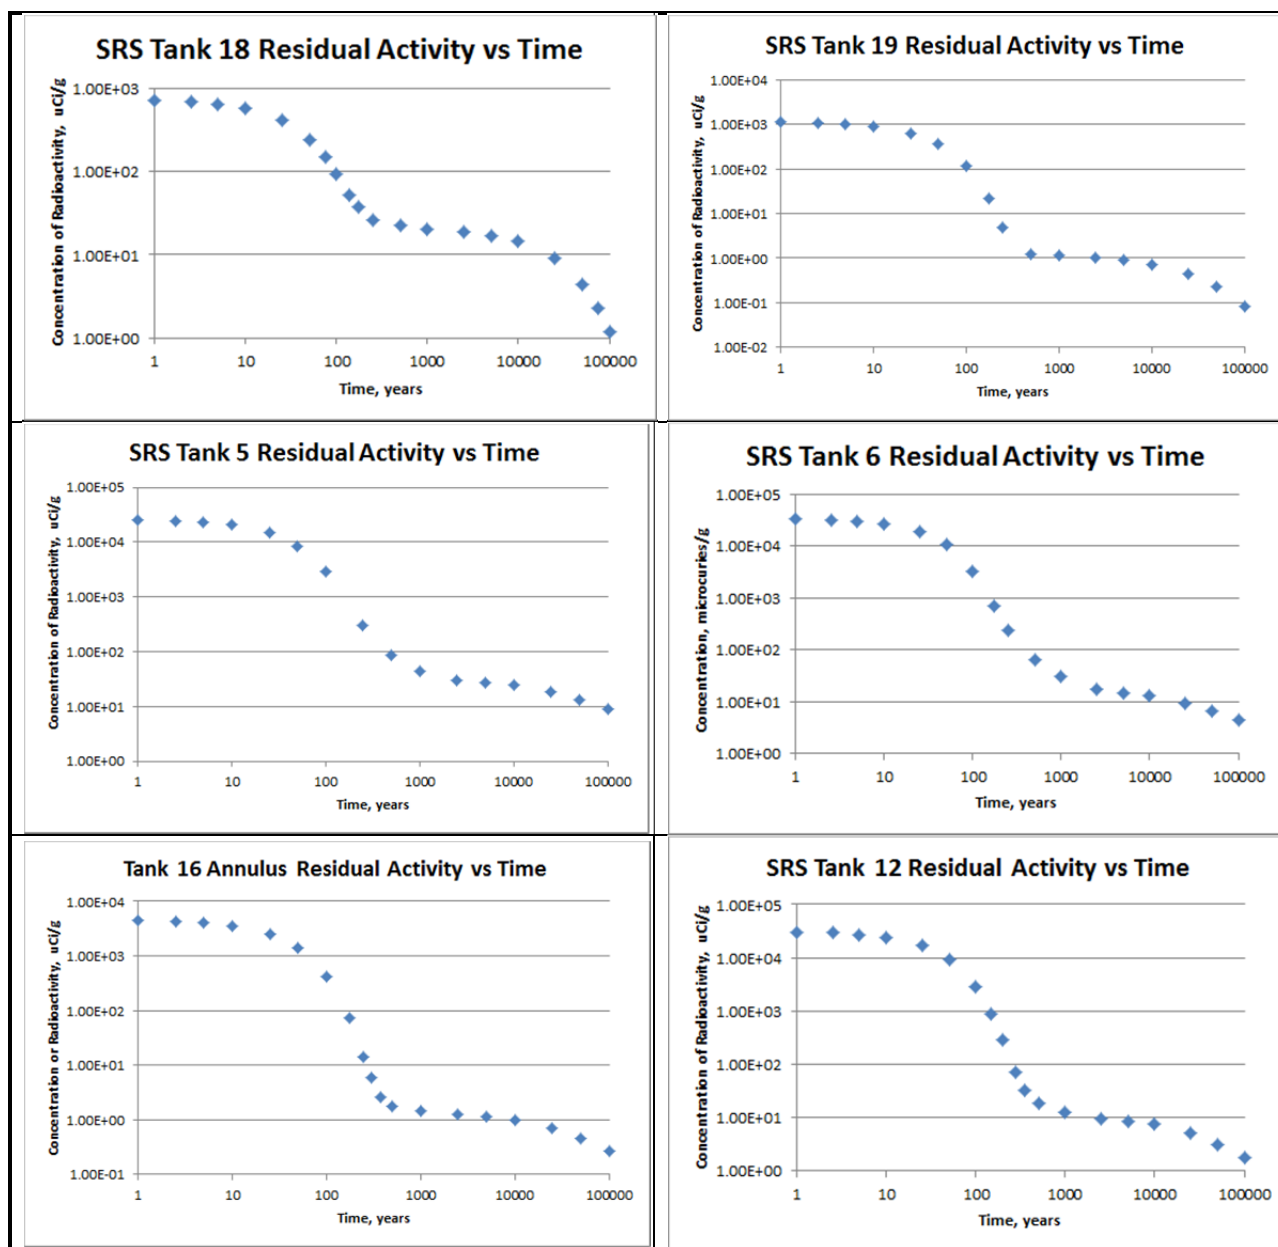 SRS Tank 18 Residual Activity vs Time
Concentration of Radioactivity, uCi/g
1.00E+03
1.00E+02
1.00E+01
1.00E+00
1 10 100 1000 10000 100000
Time, years
SRS Tank 19 Residual Activity vs Time
Concentration of Radioactivity, uCi/g
1.00E+04
1.00E+03
1.00E+02
1.00E+01
1.00E+00
1.00E-01
1.00E-02
1 10 100 1000 10000 100000
Time, years
SRS Tank 5 Residual Activity vs Time
Concentration of Radioactivity, uCi/g
1.00E+05
1.00E+04
1.00E+03
1.00E+02
1.00E+01
1.00E+00
1 10 100 1000 10000 100000
Time, years
SRS Tank 6 Residual Activity vs Time
Concentration, microcuries/g
1.00E+05
1.00E+04
1.00E+03
1.00E+02
1.00E+01
1.00E+00
1 10 100 1000 10000 100000
Time, years
Tank 16 Annulus Residual Activity vs Time
Concentration or Radioactivity, uCi/g
1.00E+04
1.00E+03
1.00E+02
1.00E+01
1.00E+00
1.00E-01
1 10 100 1000 10000 100000
Time, years
SRS Tank 12 Residual Activity vs Time
Concentration of Radioactivity, uCi/g
1.00E+05
1.00E+04
1.00E+03
1.00E+02
1.00E+01
1.00E+00
1 10 100 1000 10000 100000
Time, years